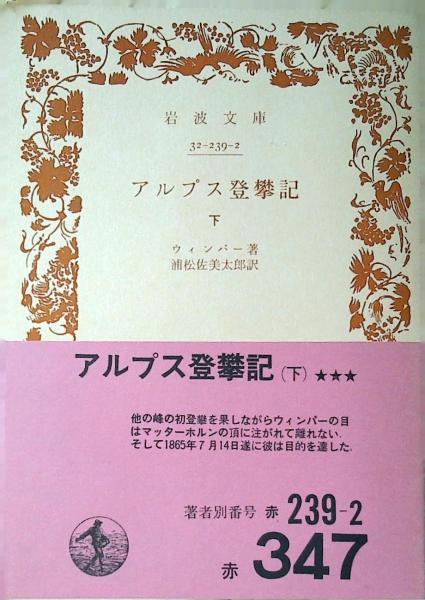 岩波文庫
32-239-2
アルプス登攀記
下
ウィンパー著
浦松佐美太郎訳
アルプス登攀記(下)★★★
他の峰の初登攀を果しながらウィンパーの目
はマッターホルンの頂に注がれて離れない.
そして1865年7月14日遂に彼は目的を達した.
著者別番号 赤 239-2
赤 347